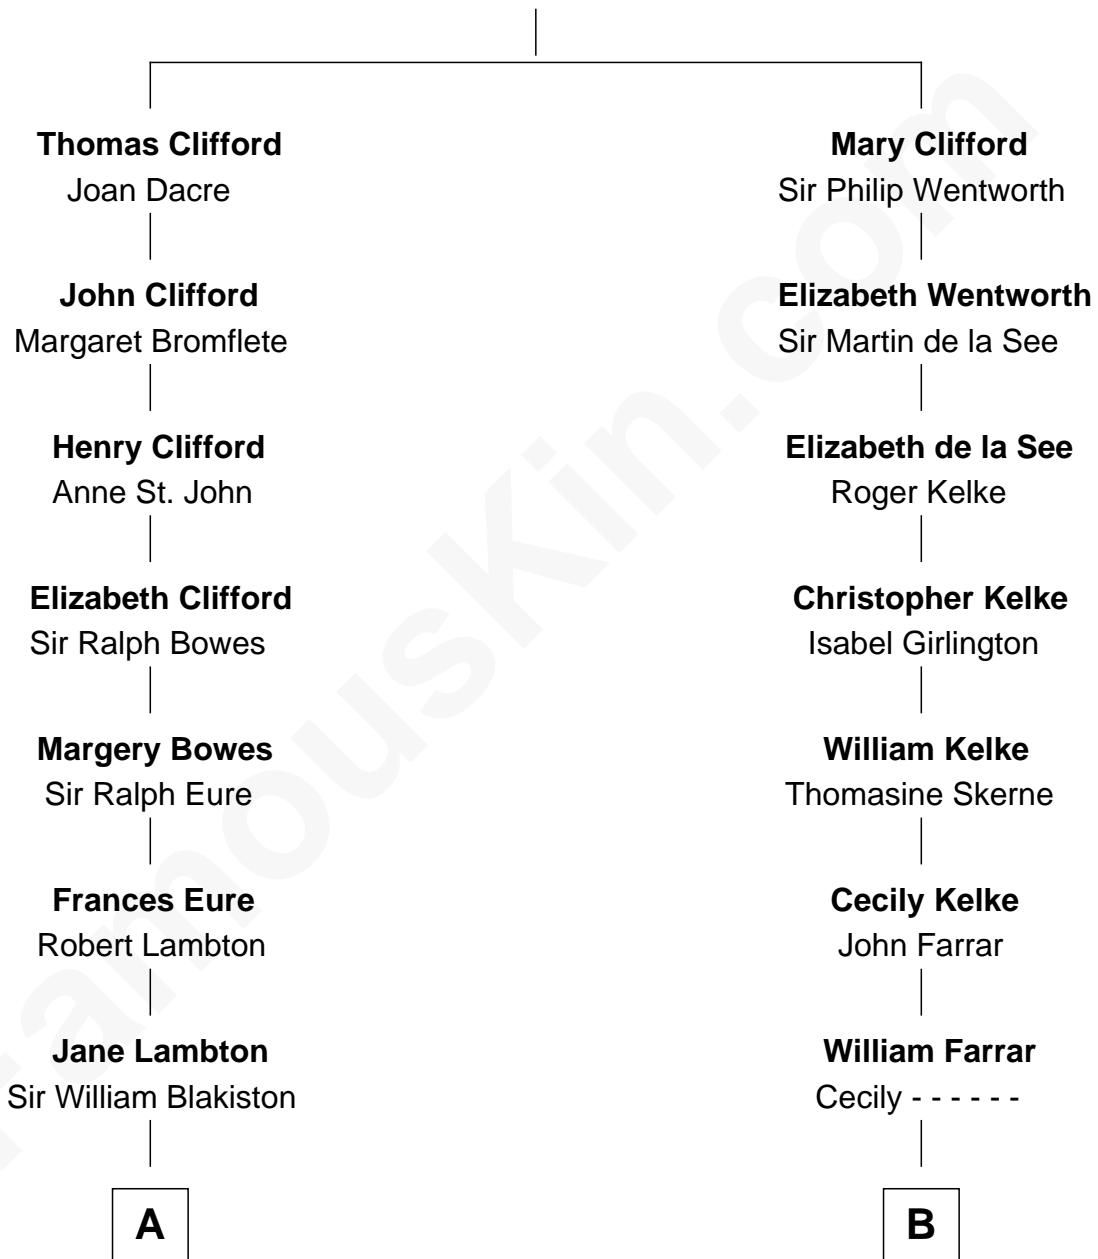 Thomas Clifford
Joan Dacre
John Clifford
Margaret Bromflete
Henry Clifford
Anne St. John
Elizabeth Clifford
Sir Ralph Bowes
Margery Bowes
Sir Ralph Eure
Frances Eure
Robert Lambton
Jane Lambton
Sir William Blakiston
A
Mary Clifford
Sir Philip Wentworth
Elizabeth Wentworth
Sir Martin de la See
Elizabeth de la See
Roger Kelke
Christopher Kelke
Isabel Girlington
William Kelke
Thomasine Skerne
Cecily Kelke
John Farrar
William Farrar
Cecily - - - - - -
B
FamousKin.com